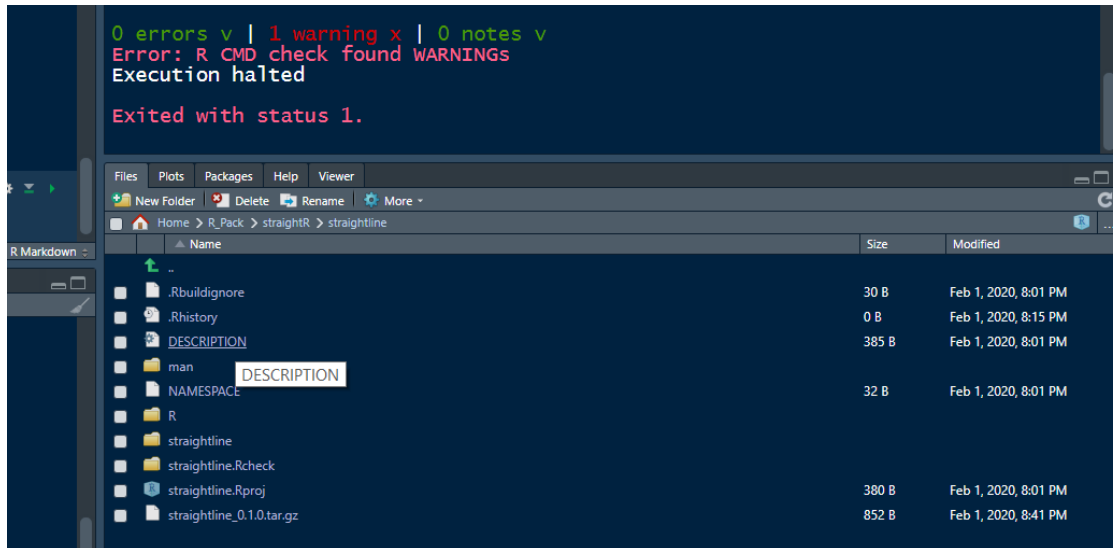 0 errors v | 1 warning x | 0 notes v
Error: R CMD check found WARNINGs
Execution halted
Exited with status 1.
Files Plots Packages Help Viewer
New Folder Delete Rename More
Home > R_Pack > straightR > straightline
R Markdown
Name Size Modified
..
.Rbuildignore 30 B Feb 1, 2020, 8:01 PM
.Rhistory 0 B Feb 1, 2020, 8:15 PM
DESCRIPTION 385 B Feb 1, 2020, 8:01 PM
man
DESCRIPTION
NAMESPACE 32 B Feb 1, 2020, 8:01 PM
R
straightline
straightline.Rcheck
straightline.Rproj 380 B Feb 1, 2020, 8:01 PM
straightline_0.1.0.tar.gz 852 B Feb 1, 2020, 8:41 PM